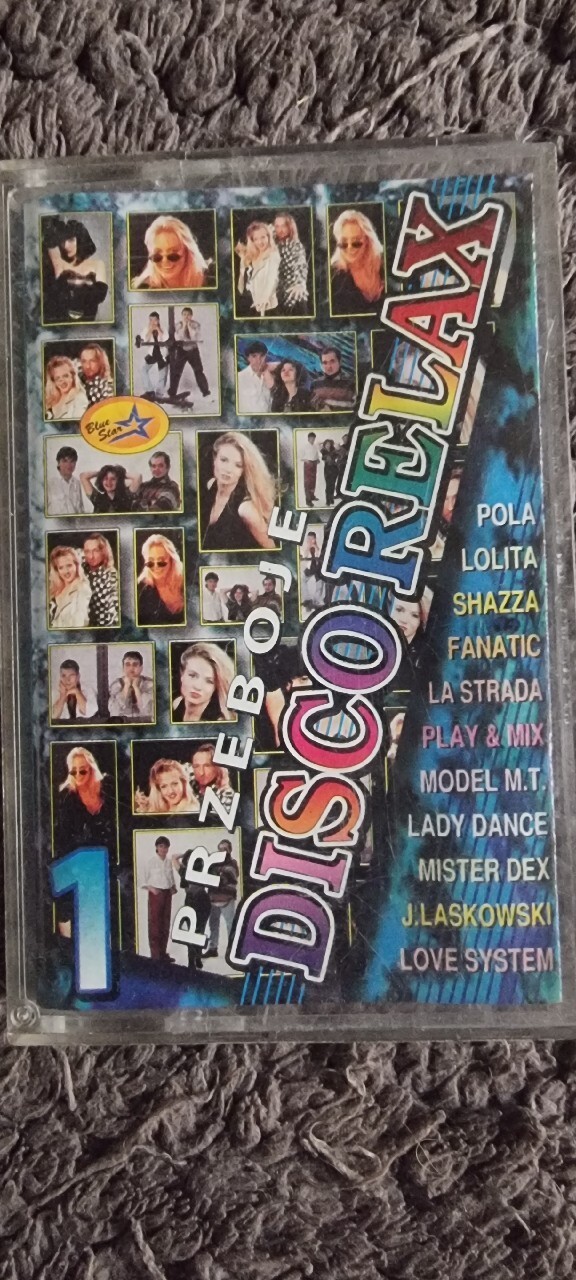 Blue
Star
PRZEBOJE
DISCO RELAX
1
POLA
LOLITA
SHAZZA
FANATIC
LA STRADA
PLAY & MIX
MODEL M.T.
LADY DANCE
MISTER DEX
J.LASKOWSKI
LOVE SYSTEM